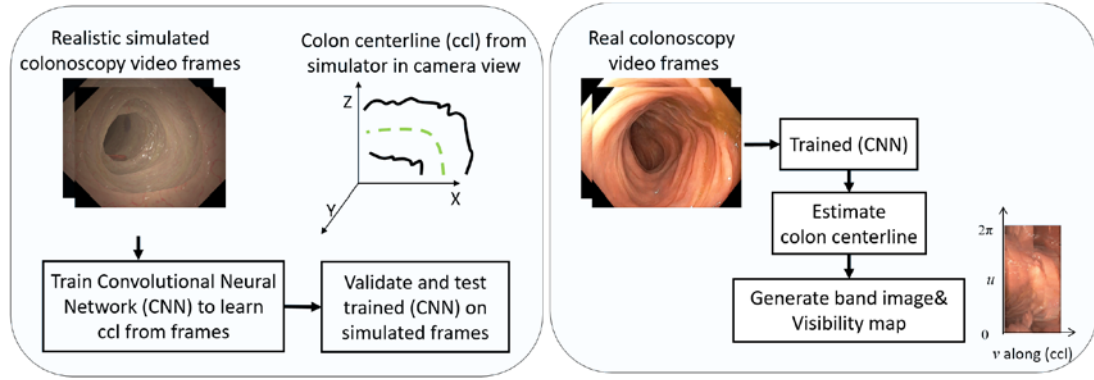 Realistic simulated
colonoscopy video frames
Colon centerline (ccl) from
simulator in camera view
Z
Y
X
Train Convolutional Neural
Network (CNN) to learn
ccl from frames
Validate and test
trained (CNN) on
simulated frames
Real colonoscopy
video frames
Trained (CNN)
Estimate
colon centerline
Generate band image&
Visibility map
2π
u
0
v along (ccl)